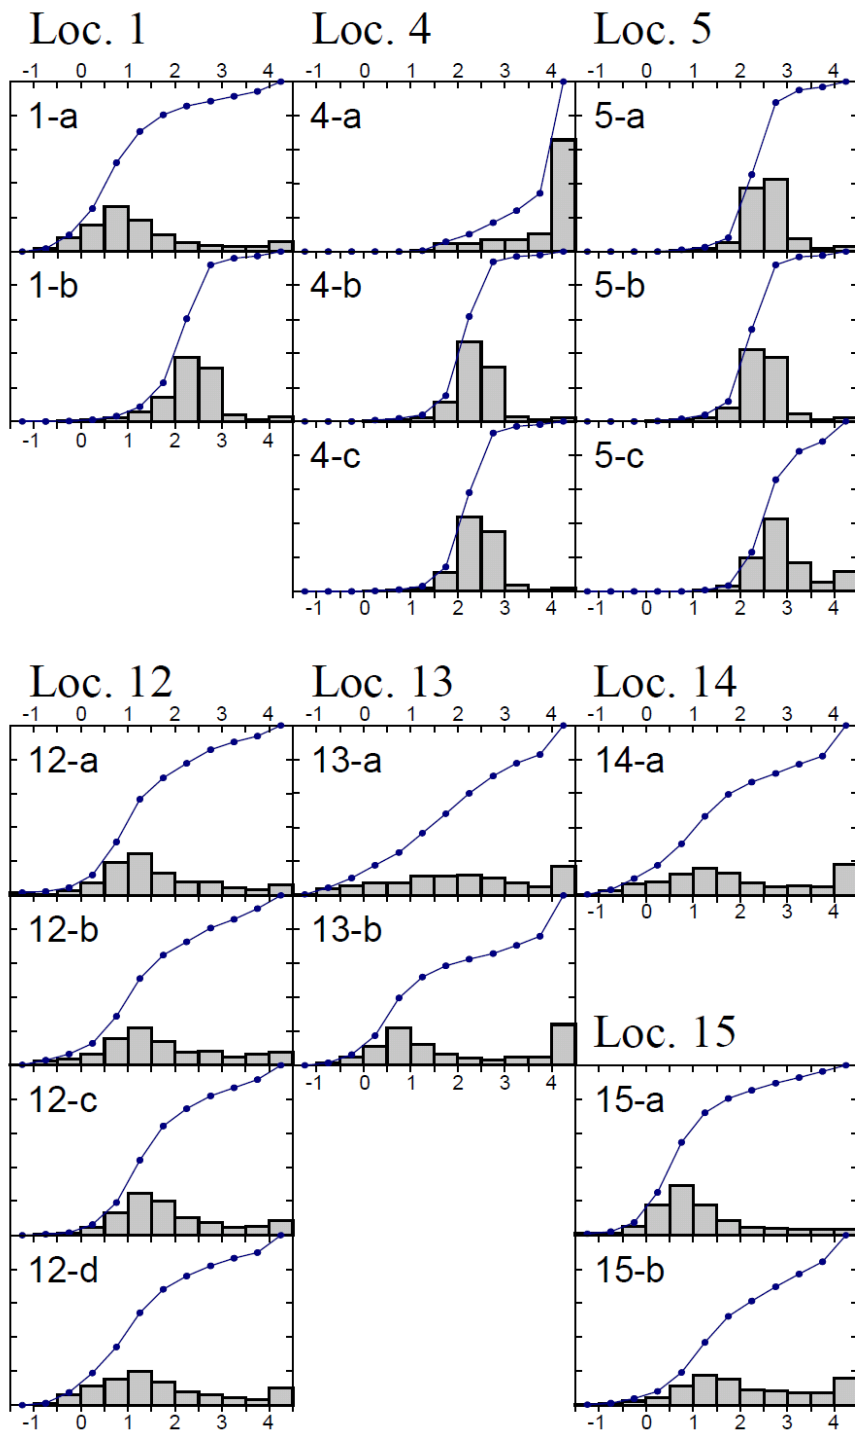 Loc. 1 Loc. 4 Loc. 5
-1 0 1 2 3 4 -1 0 1 2 3 4 -1 0 1 2 3 4
1-a 4-a 5-a
1-b 4-b 5-b
-1 0 1 2 3 4
4-c 5-c
-1 0 1 2 3 4 -1 0 1 2 3 4
Loc. 12 Loc. 13 Loc. 14
-1 0 1 2 3 4 -1 0 1 2 3 4 -1 0 1 2 3 4
12-a 13-a 14-a
-1 0 1 2 3 4
12-b 13-b
Loc. 15
-1 0 1 2 3 4
12-c 15-a
12-d 15-b
-1 0 1 2 3 4 -1 0 1 2 3 4